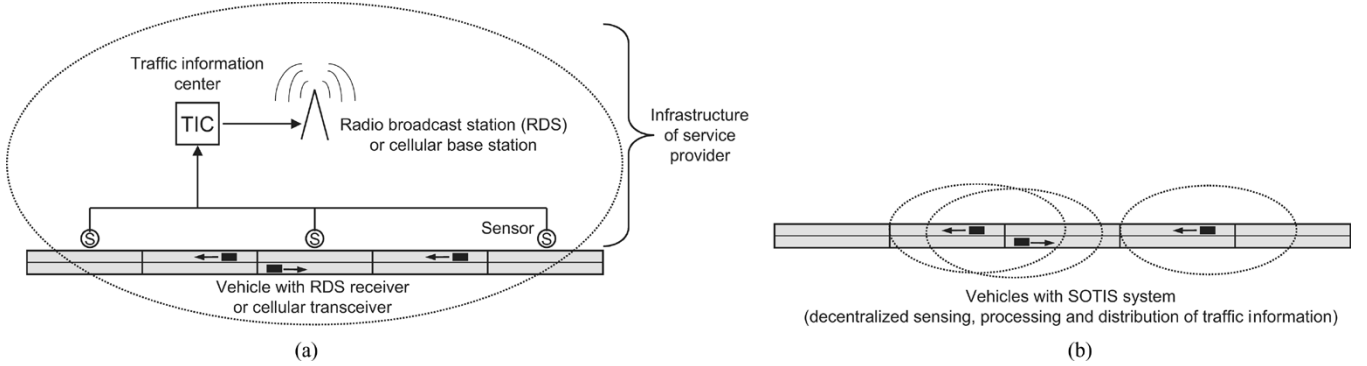 Traffic information
center
TIC
Radio broadcast station (RDS)
or cellular base station
Infrastructure
of service
provider
Sensor
S
S
S
Vehicle with RDS receiver
or cellular transceiver
(a)
Vehicles with SOTIS system
(decentralized sensing, processing and distribution of traffic information)
(b)